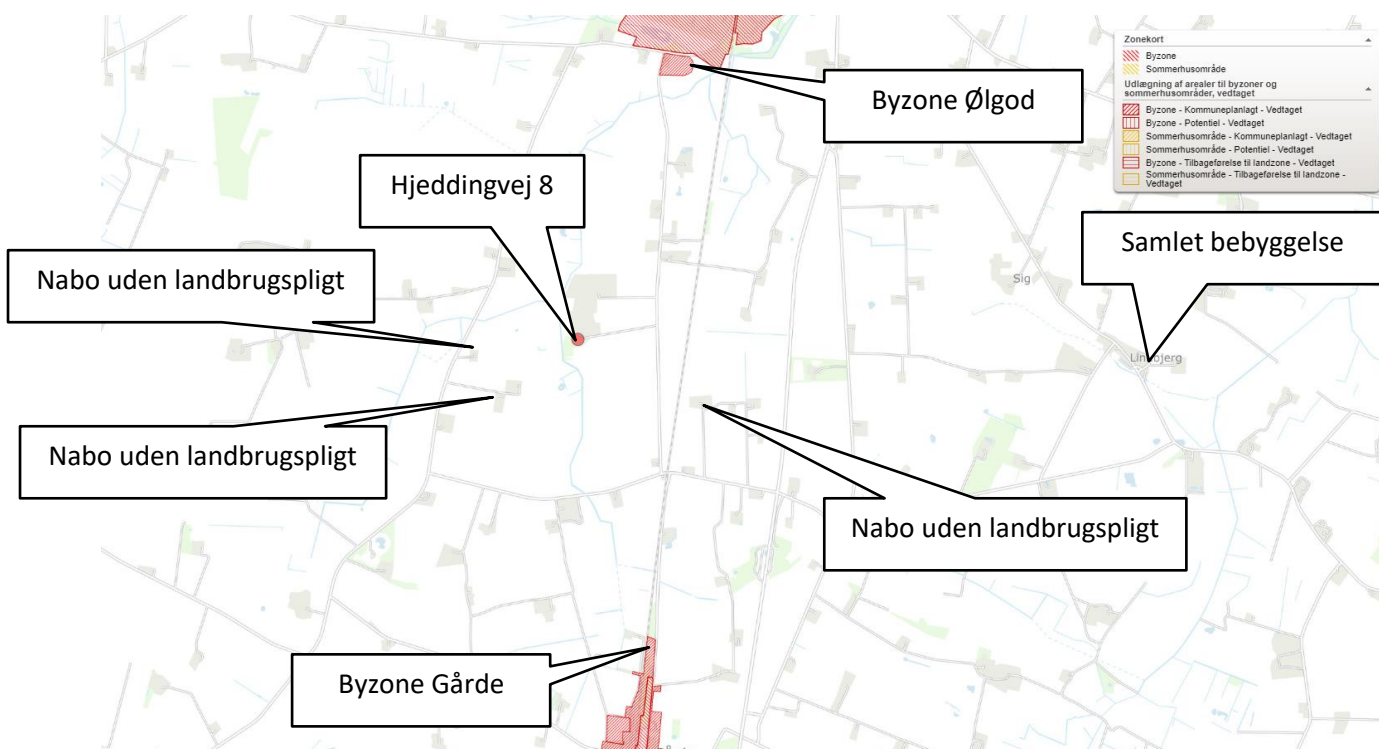 Zonekort
Byzone
Sommerhusområde
Udlægning af arealer til byzoner og
sommerhusområder, vedtaget
Byzone - Kommuneplanlagt - Vedtaget
Byzone - Potentiel - Vedtaget
Sommerhusområde - Kommuneplanlagt - Vedtaget
Sommerhusområde - Potentiel - Vedtaget
Byzone - Tilbageførelse til landzone - Vedtaget
Sommerhusområde - Tilbageførelse til landzone -
Vedtaget
Byzone Ølgod
Hjeddingvej 8
Samlet bebyggelse
Nabo uden landbrugspligt
Sig
Nabo uden landbrugspligt
Nabo uden landbrugspligt
Byzone Gårde